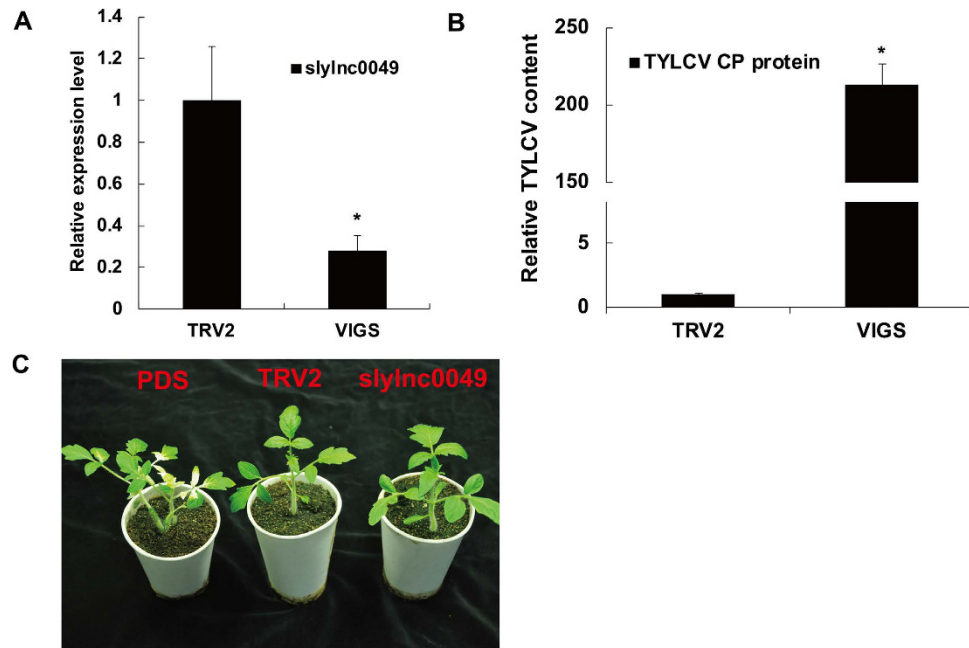 A
Relative expression level
1.4
1.2
1
0.8
0.6
0.4
0.2
0
■slylnc0049
*
TRV2 VIGS
B
Relative TYLCV content
250
200
150
5
0
■TYLCV CP protein
*
TRV2 VIGS
C
PDS TRV2 slylnc0049